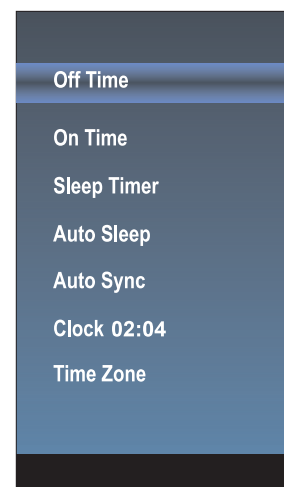 Off Time
On Time
Sleep Timer
Auto Sleep
Auto Sync
Clock 02:04
Time Zone